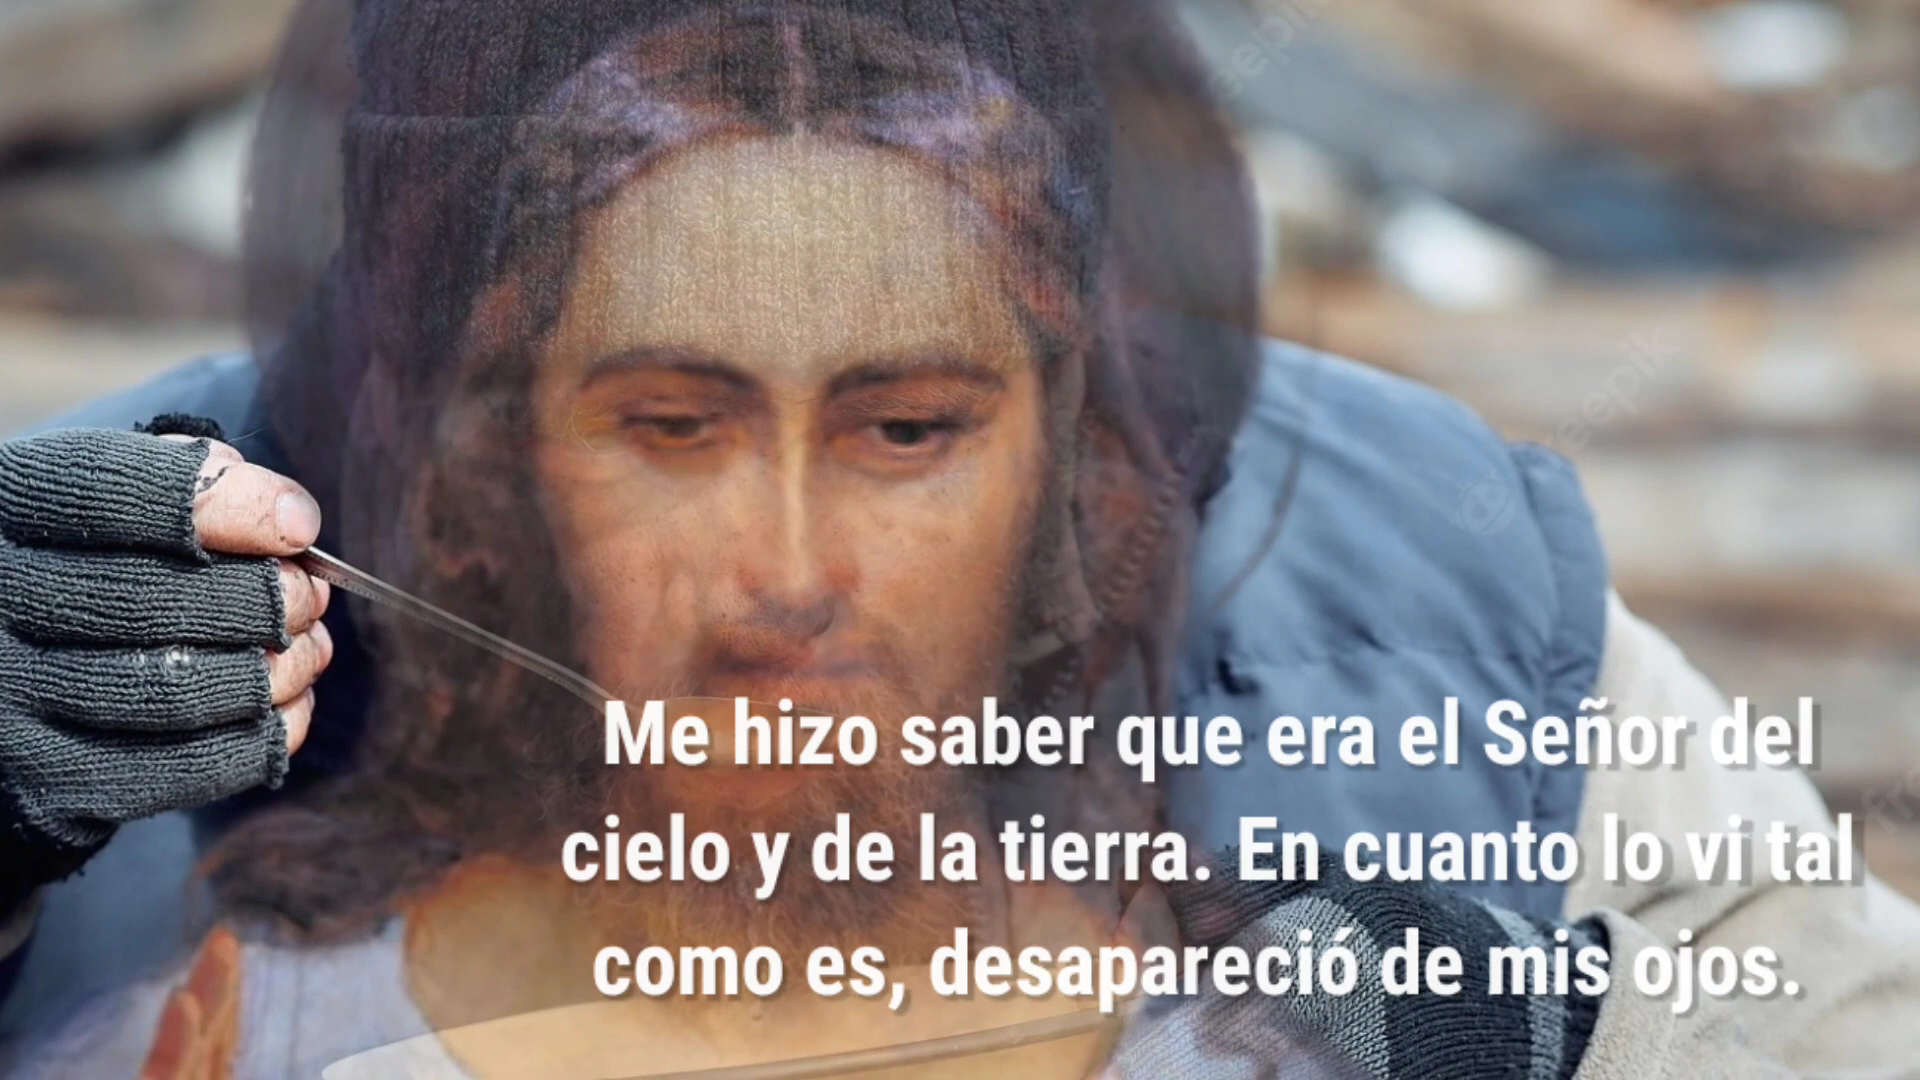 Me hizo saber que era el Señor del
cielo y de la tierra. En cuanto lo vi tal
como es, desapareció de mis ojos.